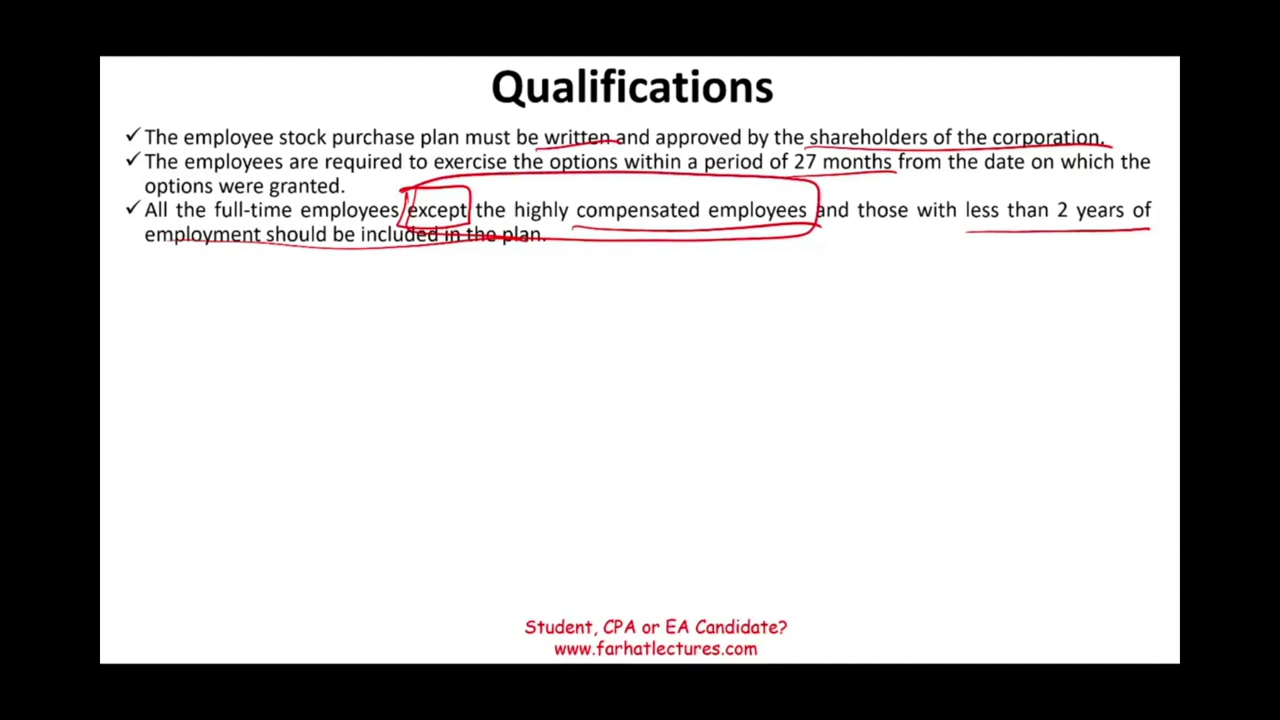 Qualifications
✓ The employee stock purchase plan must be written and approved by the shareholders of the corporation.
✓ The employees are required to exercise the options within a period of 27 months from the date on which the
options were granted.
✓ All the full-time employees except the highly compensated employees and those with less than 2 years of
employment should be included in the plan.
Student, CPA or EA Candidate?
www.farhatlectures.com